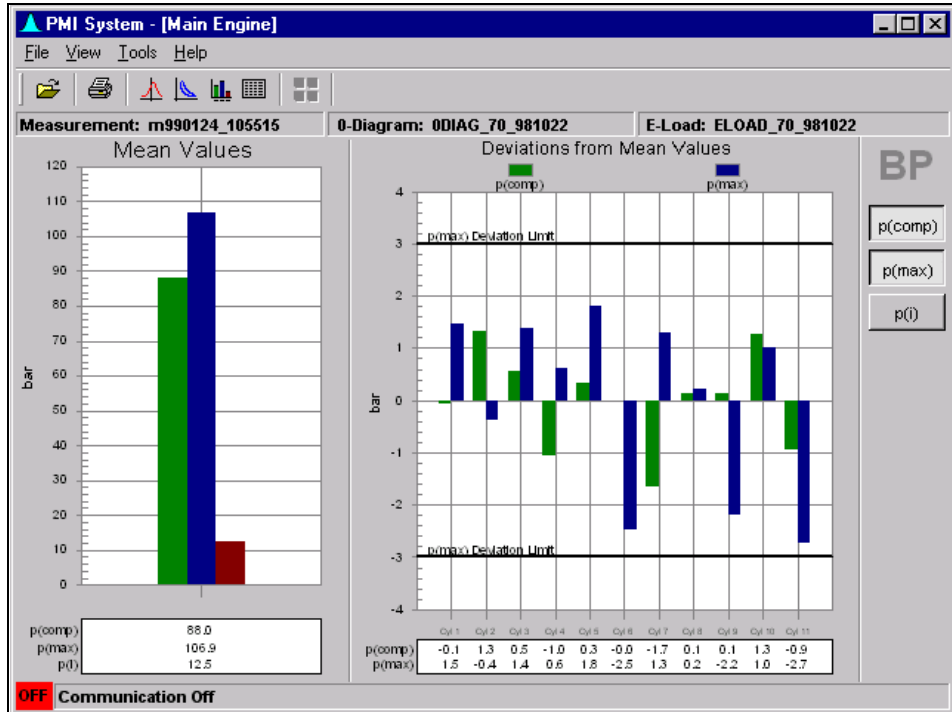 PMI System - [Main Engine]
File View Tools Help
Measurement: m990124_105515 0-Diagram: 0DIAG_70_981022 E-Load: ELOAD_70_981022
Mean Values
120
110
100
90
80
70
60
50
40
30
20
10
0
bar
p(comp) 88.0
p(max) 106.9
p(i) 12.5
Deviations from Mean Values
p(comp) p(max)
4
p(max) Deviation Limit
3
2
1
0
-1
-2
p(max) Deviation Limit
-3
-4
bar
Cyl 1 Cyl 2 Cyl 3 Cyl 4 Cyl 5 Cyl 6 Cyl 7 Cyl 8 Cyl 9 Cyl 10 Cyl 11
p(comp) -0.1 1.3 0.5 -1.0 0.3 -0.0 -1.7 0.1 0.1 1.3 -0.9
p(max) 1.5 -0.4 1.4 0.6 1.8 -2.5 1.3 0.2 -2.2 1.0 -2.7
BP
p(comp)
p(max)
p(i)
OFF Communication Off